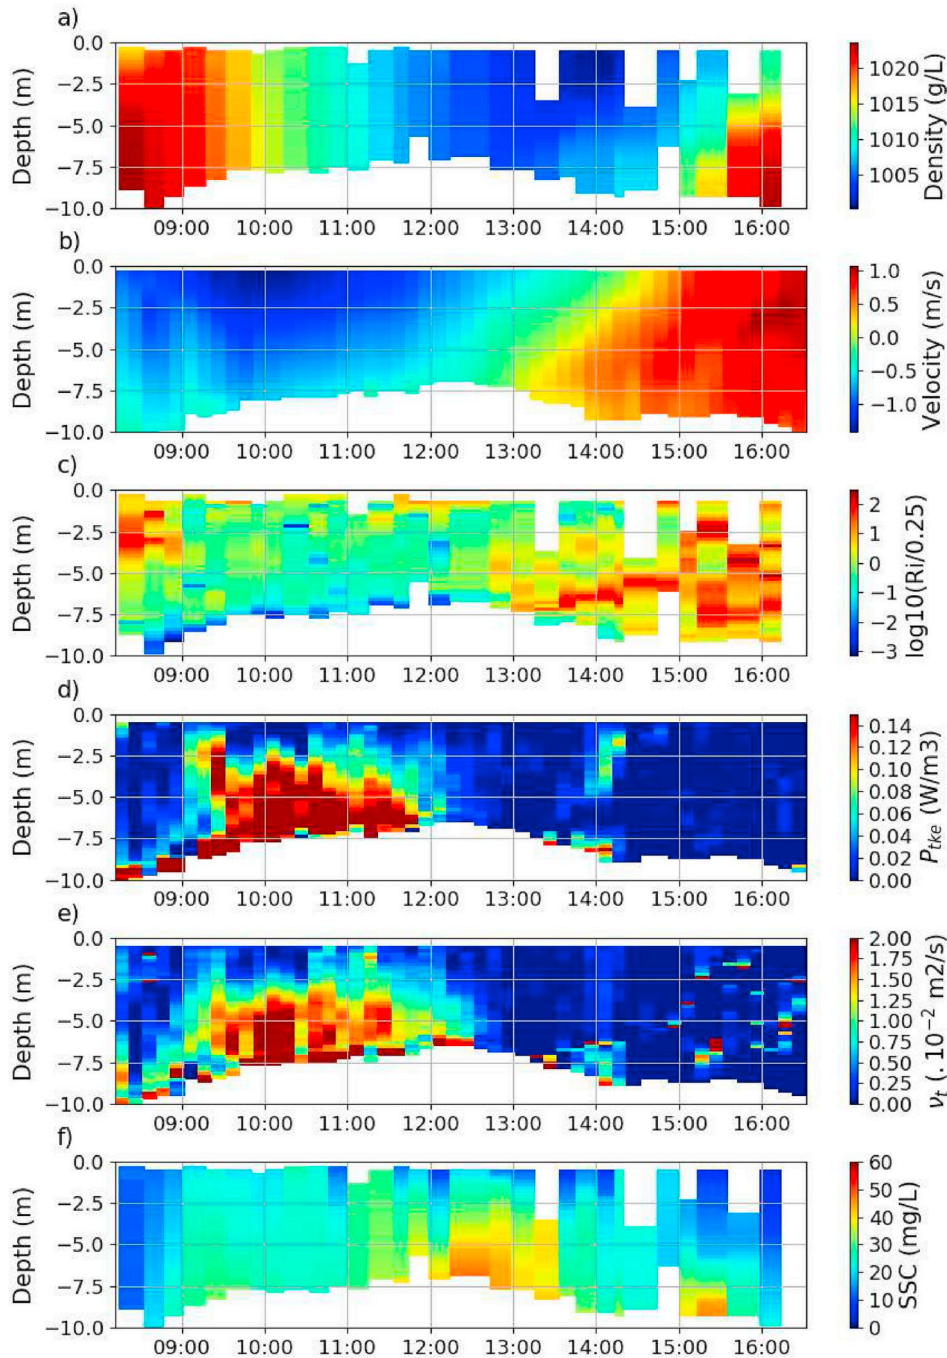 a)
0.0
−2.5
−5.0
−7.5
−10.0
Depth (m)
09:00 10:00 11:00 12:00 13:00 14:00 15:00 16:00
1020
1015
1010
1005
Density (g/L)
b)
0.0
−2.5
−5.0
−7.5
−10.0
Depth (m)
09:00 10:00 11:00 12:00 13:00 14:00 15:00 16:00
1.0
0.5
0.0
−0.5
−1.0
Velocity (m/s)
c)
0.0
−2.5
−5.0
−7.5
−10.0
Depth (m)
09:00 10:00 11:00 12:00 13:00 14:00 15:00 16:00
2
1
0
−1
−2
−3
log10(Ri/0.25)
d)
0.0
−2.5
−5.0
−7.5
−10.0
Depth (m)
09:00 10:00 11:00 12:00 13:00 14:00 15:00 16:00
0.14
0.12
0.10
0.08
0.06
0.04
0.02
0.00
P_tke (W/m3)
e)
0.0
−2.5
−5.0
−7.5
−10.0
Depth (m)
09:00 10:00 11:00 12:00 13:00 14:00 15:00 16:00
2.00
1.75
1.50
1.25
1.00
0.75
0.50
0.25
0.00
ν_t (. 10⁻² m2/s)
f)
0.0
−2.5
−5.0
−7.5
−10.0
Depth (m)
09:00 10:00 11:00 12:00 13:00 14:00 15:00 16:00
60
50
40
30
20
10
0
SSC (mg/L)